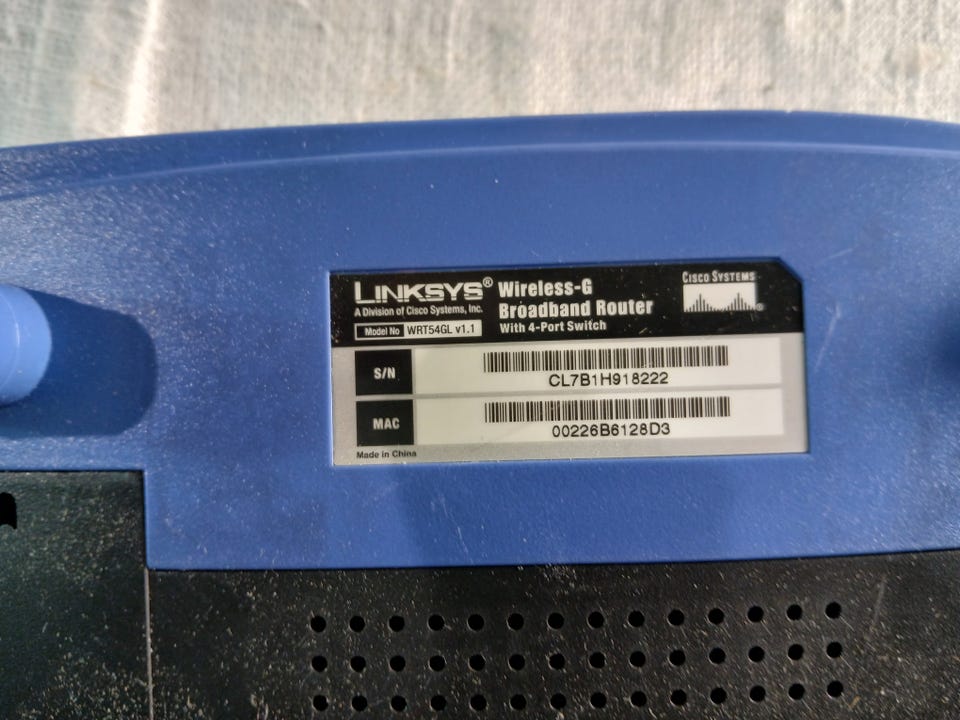 LINKSYS® Wireless-G
Broadband Router
With 4-Port Switch
A Division of Cisco Systems, Inc.
Model No WRT54GL v1.1
CISCO SYSTEMS
®
S/N
CL7B1H918222
MAC
00226B6128D3
Made in China